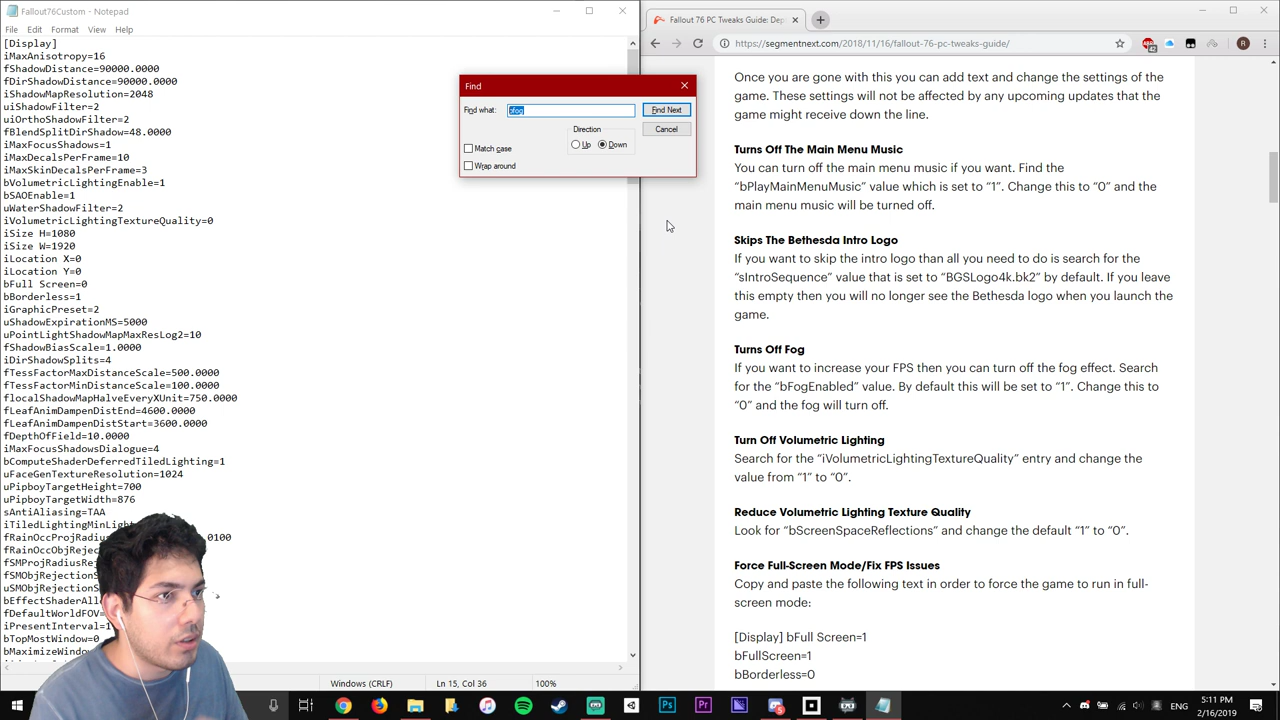 Fallout76Custom - Notepad
File Edit Format View Help
[Display]
iMaxAnisotropy=16
fShadowDistance=90000.0000
fDirShadowDistance=90000.0000
iShadowMapResolution=2048
uiShadowFilter=2
uiOrthoShadowFilter=2
fBlendSplitDirShadow=48.0000
iMaxFocusShadows=1
iMaxDecalsPerFrame=10
iMaxSkinDecalsPerFrame=3
bVolumetricLightingEnable=1
bSAOEnable=1
uWaterShadowFilter=2
iVolumetricLightingTextureQuality=0
iSize H=1080
iSize W=1920
iLocation X=0
iLocation Y=0
bFull Screen=0
bBorderless=1
iGraphicPreset=2
uShadowExpirationMS=5000
uPointLightShadowMapMaxResLog2=10
fShadowBiasScale=1.0000
iDirShadowSplits=4
fTessFactorMaxDistanceScale=500.0000
fTessFactorMinDistanceScale=100.0000
flocalShadowMapHalveEveryXUnit=750.0000
fLeafAnimDampenDistEnd=4600.0000
fLeafAnimDampenDistStart=3600.0000
fDepthOfField=10.0000
iMaxFocusShadowsDialogue=4
bComputeShaderDeferredTiledLighting=1
uFaceGenTextureResolution=1024
uPipboyTargetHeight=700
uPipboyTargetWidth=876
sAntiAliasing=TAA
iTiledLightingMinLigh
fRainOccProjRadiu 0100
fRainOccObjRejec
fSMProjRadiusRej
fSMObjRejectionS
uSMObjRejectionS
bEffectShaderAll
fDefaultWorldFOV=
iPresentInterval=1
bTopMostWindow=0
bMaximizeWindow
Windows (CRLF) Ln 15, Col 36 100%
Find
Find what:
Find Next
Direction
Cancel
Up Down
Match case
Wrap around
Fallout 76 PC Tweaks Guide: Dep
https://segmentnext.com/2018/11/16/fallout-76-pc-tweaks-guide/
Once you are gone with this you can add text and change the settings of the
game. These settings will not be affected by any upcoming updates that the
game might receive down the line.
Turns Off The Main Menu Music
You can turn off the main menu music if you want. Find the
“bPlayMainMenuMusic” value which is set to “1”. Change this to “0” and the
main menu music will be turned off.
Skips The Bethesda Intro Logo
If you want to skip the intro logo than all you need to do is search for the
“sIntroSequence” value that is set to “BGSLogo4k.bk2” by default. If you leave
this empty then you will no longer see the Bethesda logo when you launch the
game.
Turns Off Fog
If you want to increase your FPS then you can turn off the fog effect. Search
for the “bFogEnabled” value. By default this will be set to “1”. Change this to
“0” and the fog will turn off.
Turn Off Volumetric Lighting
Search for the “iVolumetricLightingTextureQuality” entry and change the
value from “1” to “0”.
Reduce Volumetric Lighting Texture Quality
Look for “bScreenSpaceReflections” and change the default “1” to “0”.
Force Full-Screen Mode/Fix FPS Issues
Copy and paste the following text in order to force the game to run in full-
screen mode:
[Display] bFull Screen=1
bFullScreen=1
bBorderless=0
ENG
5:11 PM
2/16/2019